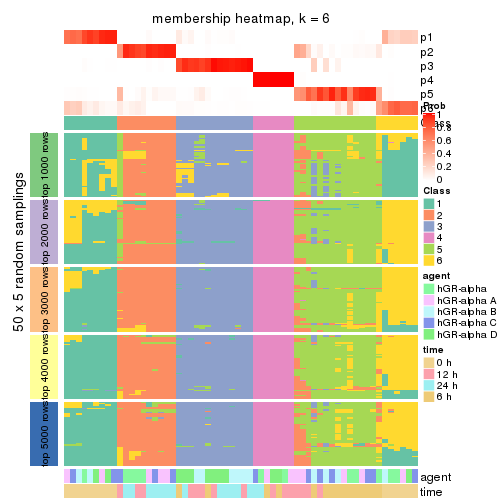 membership heatmap, k = 6
p1
p2
p3
p4
p5
Prob
1
0.8
0.6
0.4
0.2
0
Class
1
2
3
4
5
6
agent
hGR-alpha
hGR-alpha A
hGR-alpha B
hGR-alpha C
hGR-alpha D
time
0 h
12 h
24 h
6 h
50 x 5 random samplings
top 1000 rows
top 2000 rows
top 3000 rows
top 4000 rows
top 5000 rows
agent
time